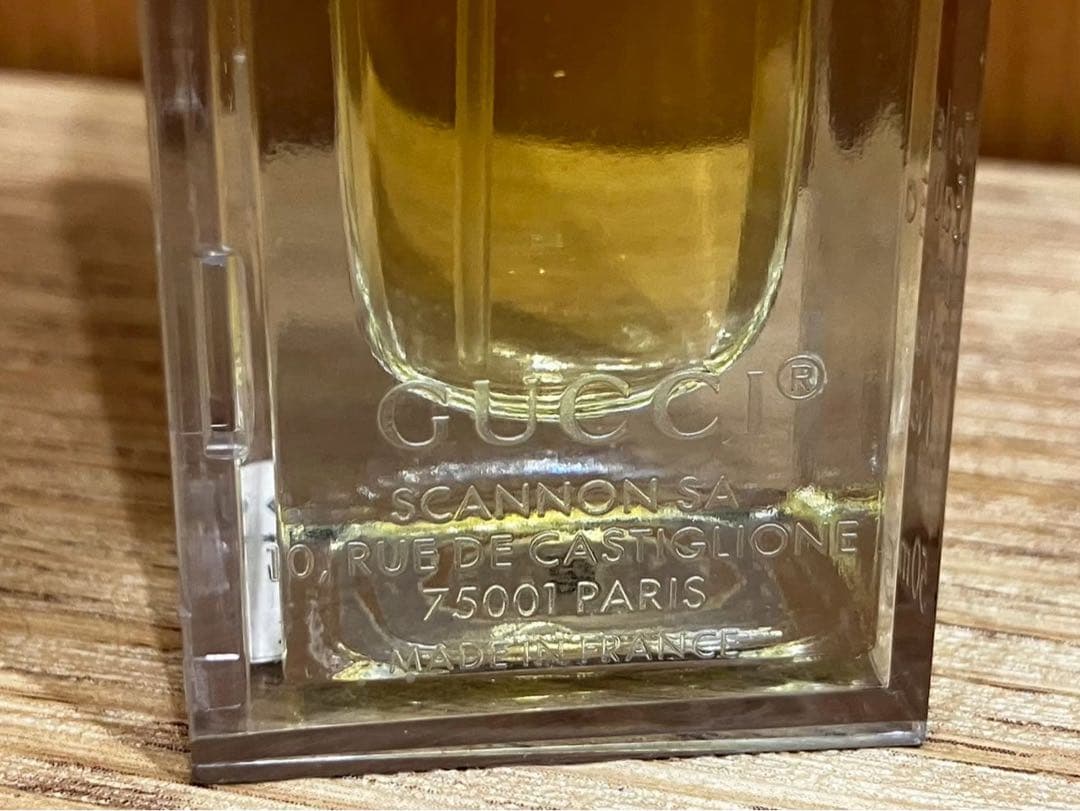 GUCCI®
SCANNON SA
10, RUE DE CASTIGLIONE
75001 PARIS
MADE IN FRANCE